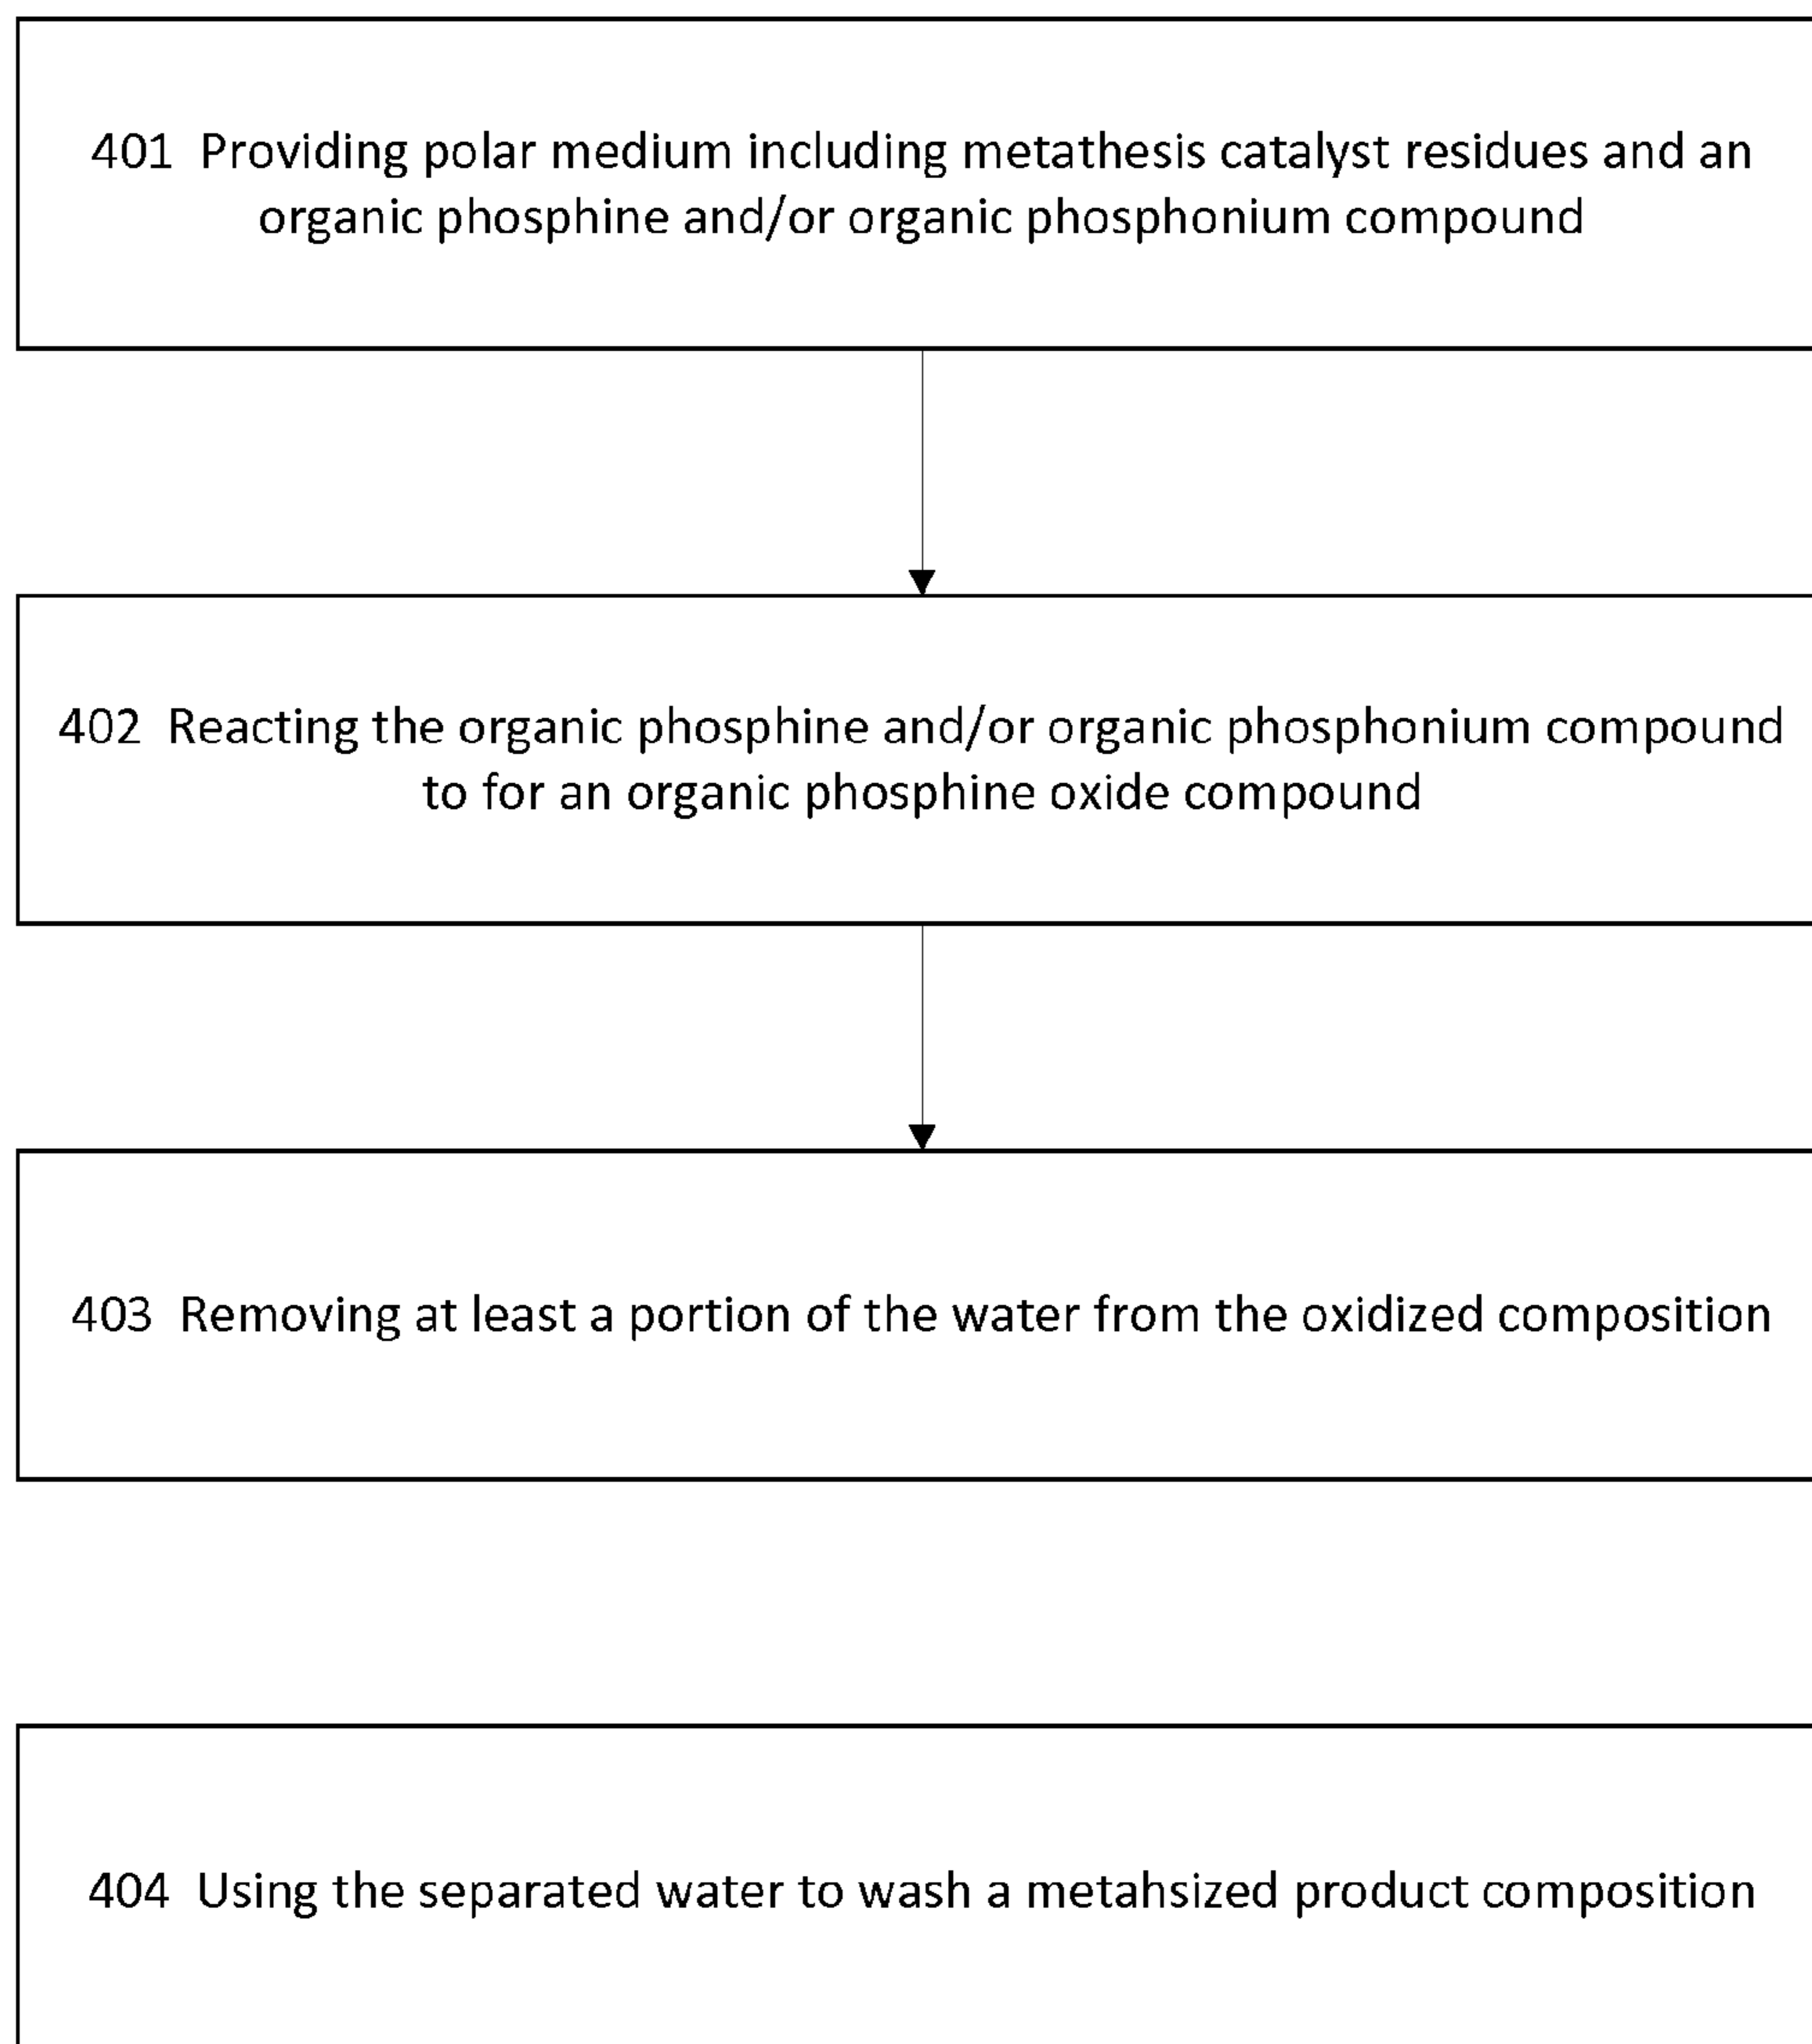 401 Providing polar medium including metathesis catalyst residues and an
organic phosphine and/or organic phosphonium compound
402 Reacting the organic phosphine and/or organic phosphonium compound
to for an organic phosphine oxide compound
403 Removing at least a portion of the water from the oxidized composition
404 Using the separated water to wash a metahsized product composition